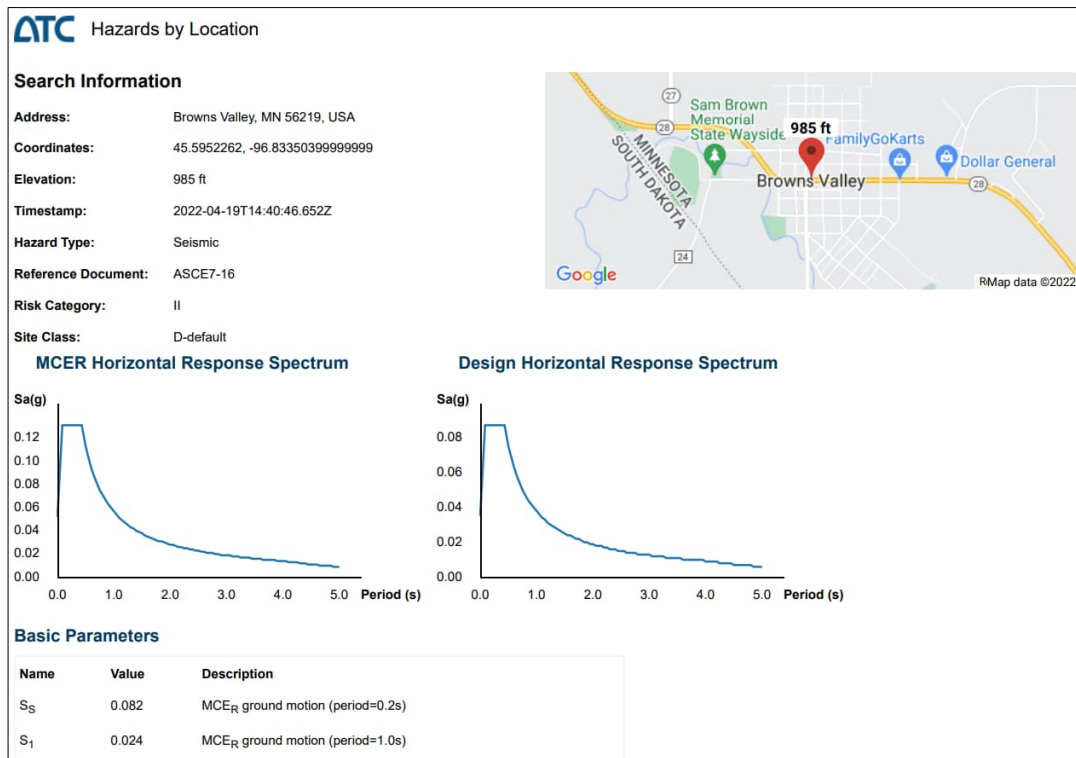 ATC Hazards by Location
Search Information
Address: Browns Valley, MN 56219, USA
Coordinates: 45.5952262, -96.83350399999999
Elevation: 985 ft
Timestamp: 2022-04-19T14:40:46.652Z
Hazard Type: Seismic
Reference Document: ASCE7-16
Risk Category: II
Site Class: D-default
27
28
Sam Brown
Memorial
State Wayside
985 ft
FamilyGoKarts
Dollar General
MINNESOTA
SOUTH DAKOTA
Browns Valley
28
24
Google
RMap data ©2022
MCER Horizontal Response Spectrum
Sa(g)
0.12
0.10
0.08
0.06
0.04
0.02
0.00
0.0 1.0 2.0 3.0 4.0 5.0 Period (s)
Design Horizontal Response Spectrum
Sa(g)
0.08
0.06
0.04
0.02
0.00
0.0 1.0 2.0 3.0 4.0 5.0 Period (s)
Basic Parameters
Name Value Description
SS 0.082 MCER ground motion (period=0.2s)
S1 0.024 MCER ground motion (period=1.0s)